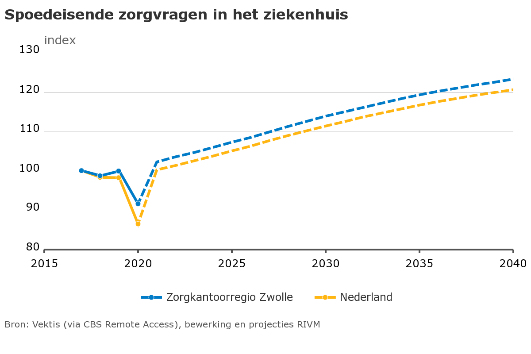 Spoedeisende zorgvragen in het ziekenhuis
index
130
120
110
100
90
80
2015
2020
2025
2030
2035
2040
Zorgkantoorregio Zwolle
Nederland
Bron: Vektis (via CBS Remote Access), bewerking en projecties RIVM